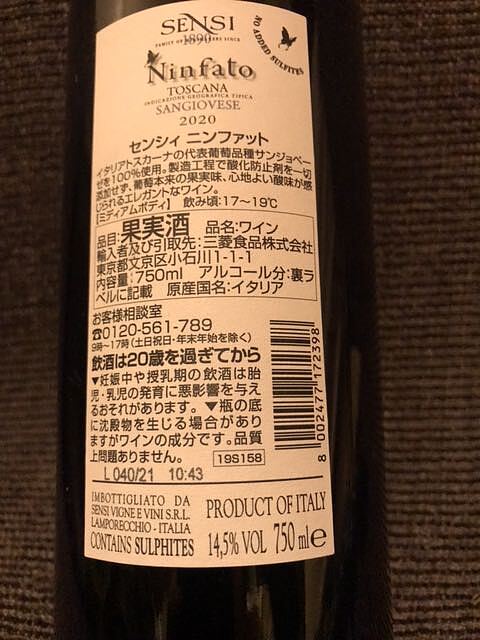 SENSI
1890
FAMILY OF WINEMAKERS SINCE
NO ADDED SULFITES
Ninfato
TOSCANA
INDICAZIONE GEOGRAFICA TIPICA
SANGIOVESE
2020
センシィ ニンファット
イタリアトスカーナの代表葡萄品種サンジョベー
ゼを100%使用。製造工程で酸化防止剤を一切
添加せず、葡萄本来の果実味、心地よい酸味が感
じられるエレガントなワイン。
【ミディアムボディ】 飲み頃:17~19℃
品目:果実酒 品名:ワイン
輸入者及び引取先:三菱食品株式会社
東京都文京区小石川1-1-1
内容量:750ml アルコール分:裏ラ
ベルに記載 原産国名:イタリア
お客様相談室
☎0120-561-789
9時~17時(土日祝日・年末年始を除く)
飲酒は20歳を過ぎてから
▼妊娠中や授乳期の飲酒は胎
児・乳児の発育に悪影響を与え
るおそれがあります。▼瓶の底
に沈殿物を生じる場合があり
ますがワインの成分です。品質
上問題ありません。
19S158
8 002477 172398
L 040/21 10:43
IMBOTTIGLIATO DA
SENSI VIGNE E VINI S.R.L.
LAMPORECCHIO - ITALIA
CONTAINS SULPHITES
PRODUCT OF ITALY
14,5% VOL 750 ml e